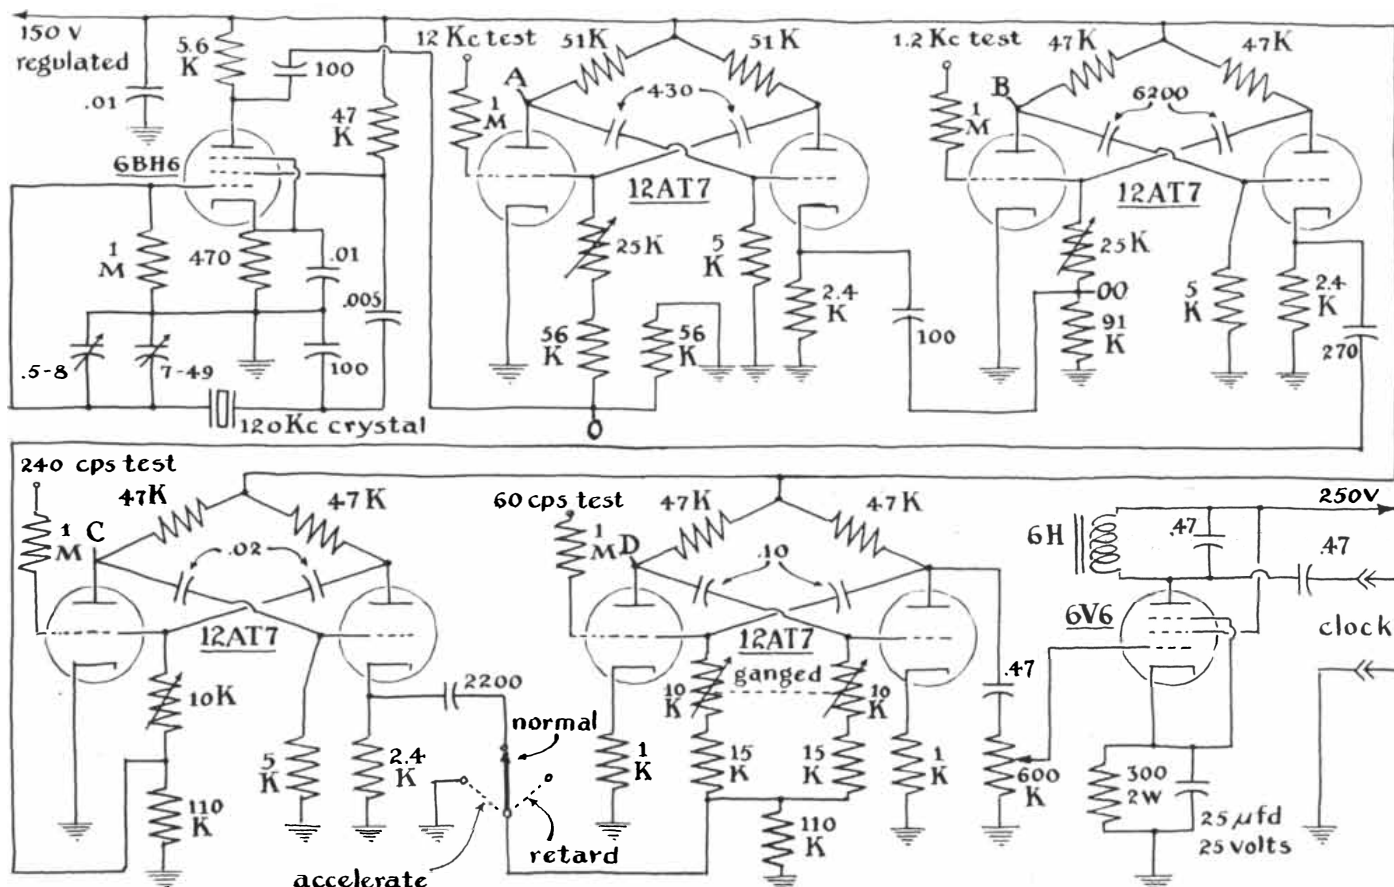 150 V
regulated
.01
5.6
K
100
47
K
6BH6
1
M
470
.01
.005
.5-8
7-49
100
120 Kc crystal
12 Kc test
1
M
A
51K
51K
430
12AT7
25K
5
K
2.4
K
56
K
56
K
100
O
1.2 Kc test
1
M
B
47K
47K
6200
12AT7
25K
OO
5
K
2.4
K
91
K
270
240 cps test
1
M
C
47K
47K
.02
12AT7
10K
5
K
2.4
K
110
K
2200
normal
retard
accelerate
60 cps test
1
M
D
47K
47K
.10
12AT7
ganged
10
K
10
K
1
K
15
K
15
K
1
K
110
K
.47
600
K
6H
.47
250V
.47
6V6
clock
300
2W
25 µfd
25 volts